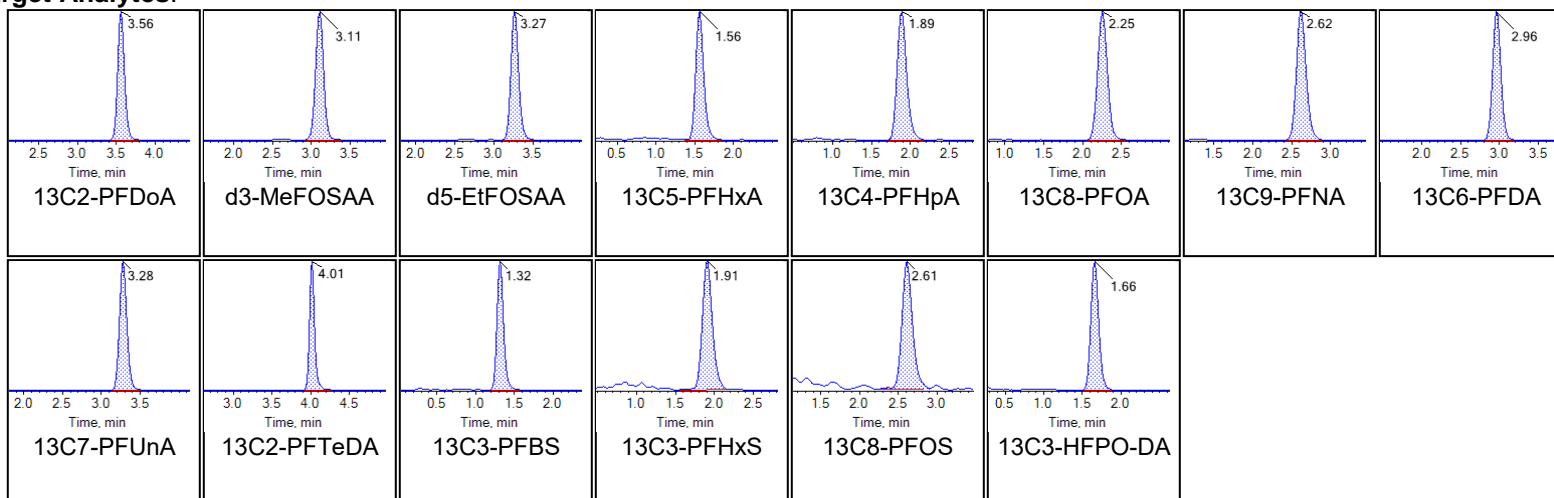 rget Analytes:
3.56 3.11 3.27 1.56 1.89 2.25 2.62 2.96
2.5 3.0 3.5 4.0 2.0 2.5 3.0 3.5 2.0 2.5 3.0 3.5 0.5 1.0 1.5 2.0 1.0 1.5 2.0 2.5 1.0 1.5 2.0 2.5 1.5 2.0 2.5 3.0 2.0 2.5 3.0 3.5
Time, min Time, min Time, min Time, min Time, min Time, min Time, min Time, min
13C2-PFDoA d3-MeFOSAA d5-EtFOSAA 13C5-PFHxA 13C4-PFHpA 13C8-PFOA 13C9-PFNA 13C6-PFDA
3.28 4.01 1.32 1.91 2.61 1.66
2.0 2.5 3.0 3.5 3.0 3.5 4.0 4.5 0.5 1.0 1.5 2.0 1.0 1.5 2.0 2.5 1.5 2.0 2.5 3.0 0.5 1.0 1.5 2.0
Time, min Time, min Time, min Time, min Time, min Time, min
13C7-PFUnA 13C2-PFTeDA 13C3-PFBS 13C3-PFHxS 13C8-PFOS 13C3-HFPO-DA